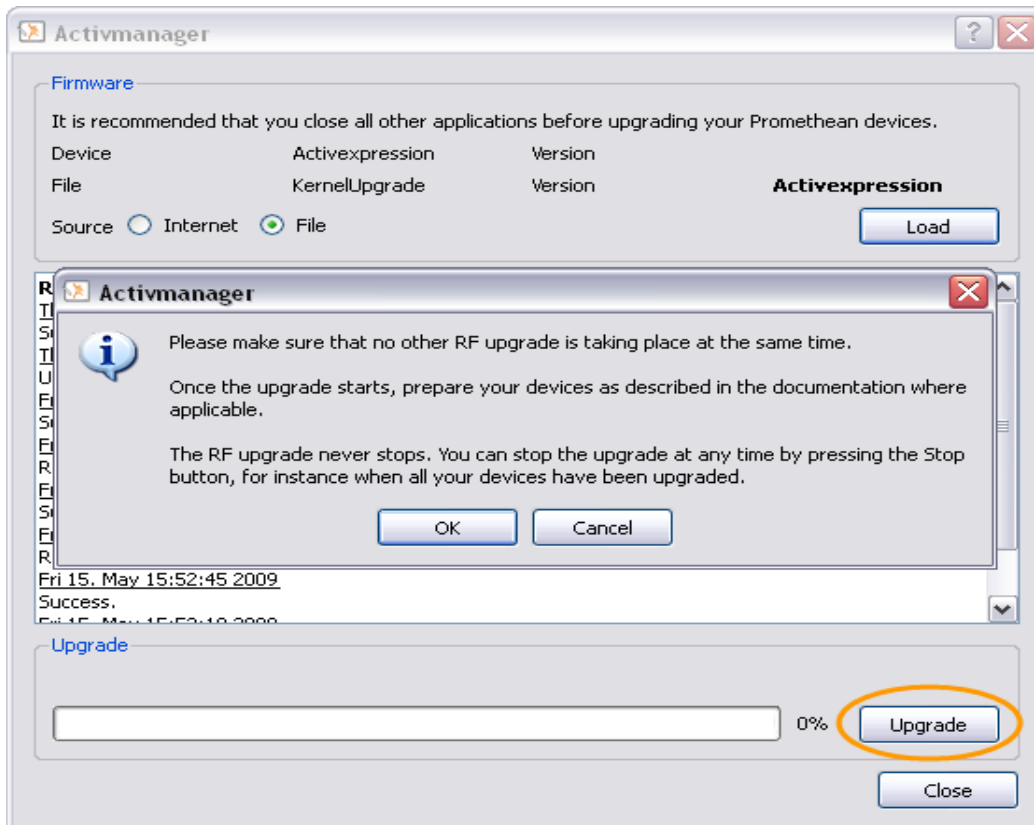 Activmanager
Firmware
It is recommended that you close all other applications before upgrading your Promethean devices.
Device Activexpression Version
File KernelUpgrade Version Activexpression
Source Internet File Load
Activmanager
Please make sure that no other RF upgrade is taking place at the same time.
Once the upgrade starts, prepare your devices as described in the documentation where
applicable.
The RF upgrade never stops. You can stop the upgrade at any time by pressing the Stop
button, for instance when all your devices have been upgraded.
OK Cancel
Fri 15. May 15:52:45 2009
Success.
Upgrade
0% Upgrade
Close